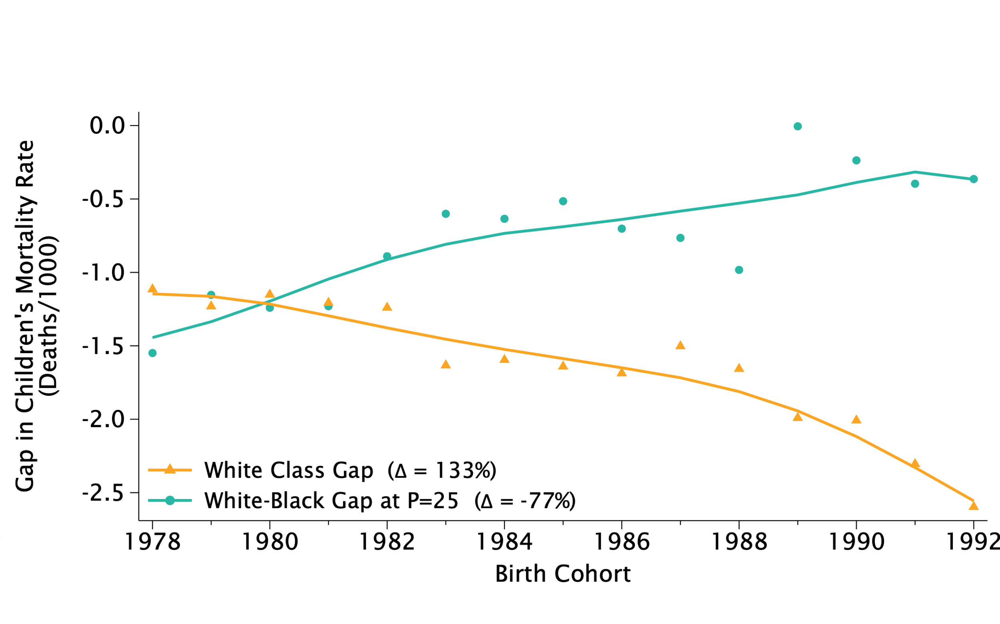 Gap in Children's Mortality Rate
(Deaths/1000)
0.0
-0.5
-1.0
-1.5
-2.0
-2.5
White Class Gap (Δ = 133%)
White-Black Gap at P=25 (Δ = -77%)
1978 1980 1982 1984 1986 1988 1990 1992
Birth Cohort